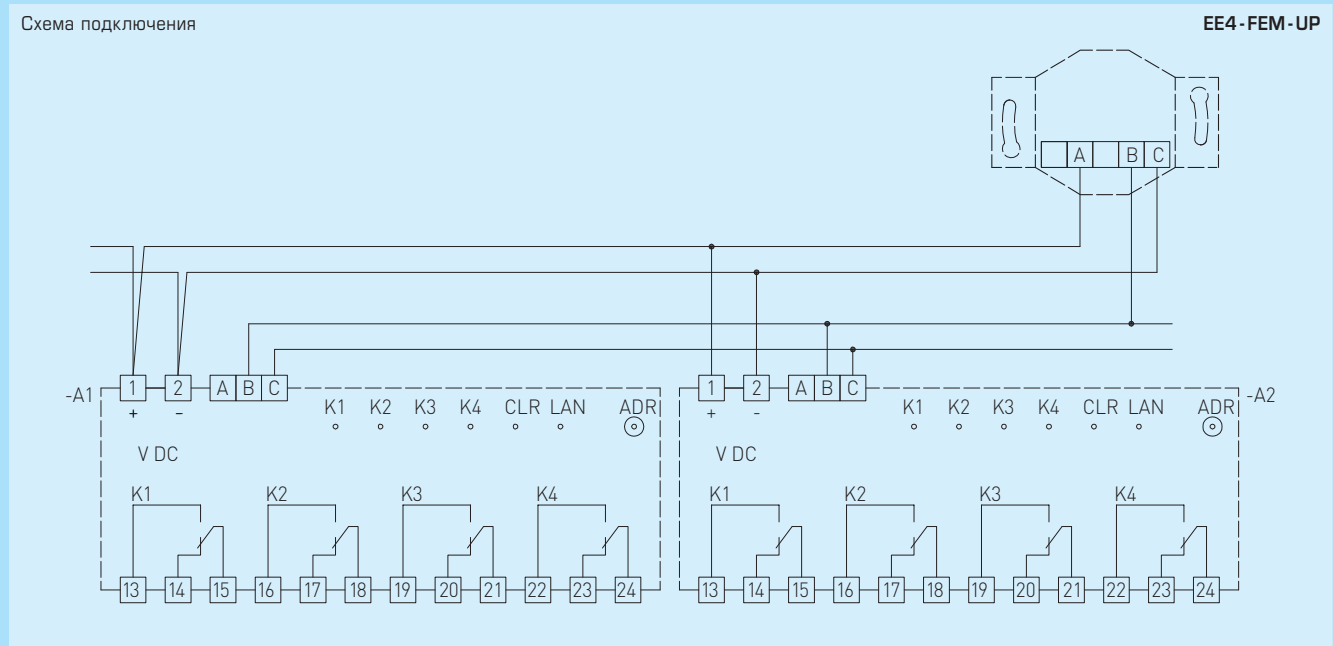 Схема подключения
EE4-FEM-UP
A B C
-A1 1 2 A B C
+ -
K1 K2 K3 K4 CLR LAN ADR
V DC
K1 K2 K3 K4
13 14 15 16 17 18 19 20 21 22 23 24
1 2 A B C -A2
+ -
K1 K2 K3 K4 CLR LAN ADR
V DC
K1 K2 K3 K4
13 14 15 16 17 18 19 20 21 22 23 24